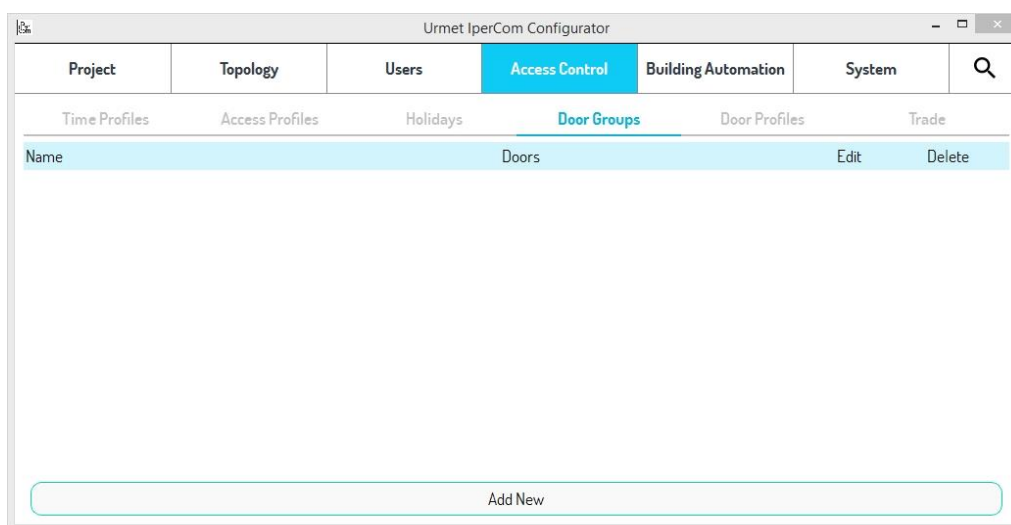 Urmet IperCom Configurator
Project Topology Users Access Control Building Automation System
Time Profiles Access Profiles Holidays Door Groups Door Profiles Trade
Name Doors Edit Delete
Add New